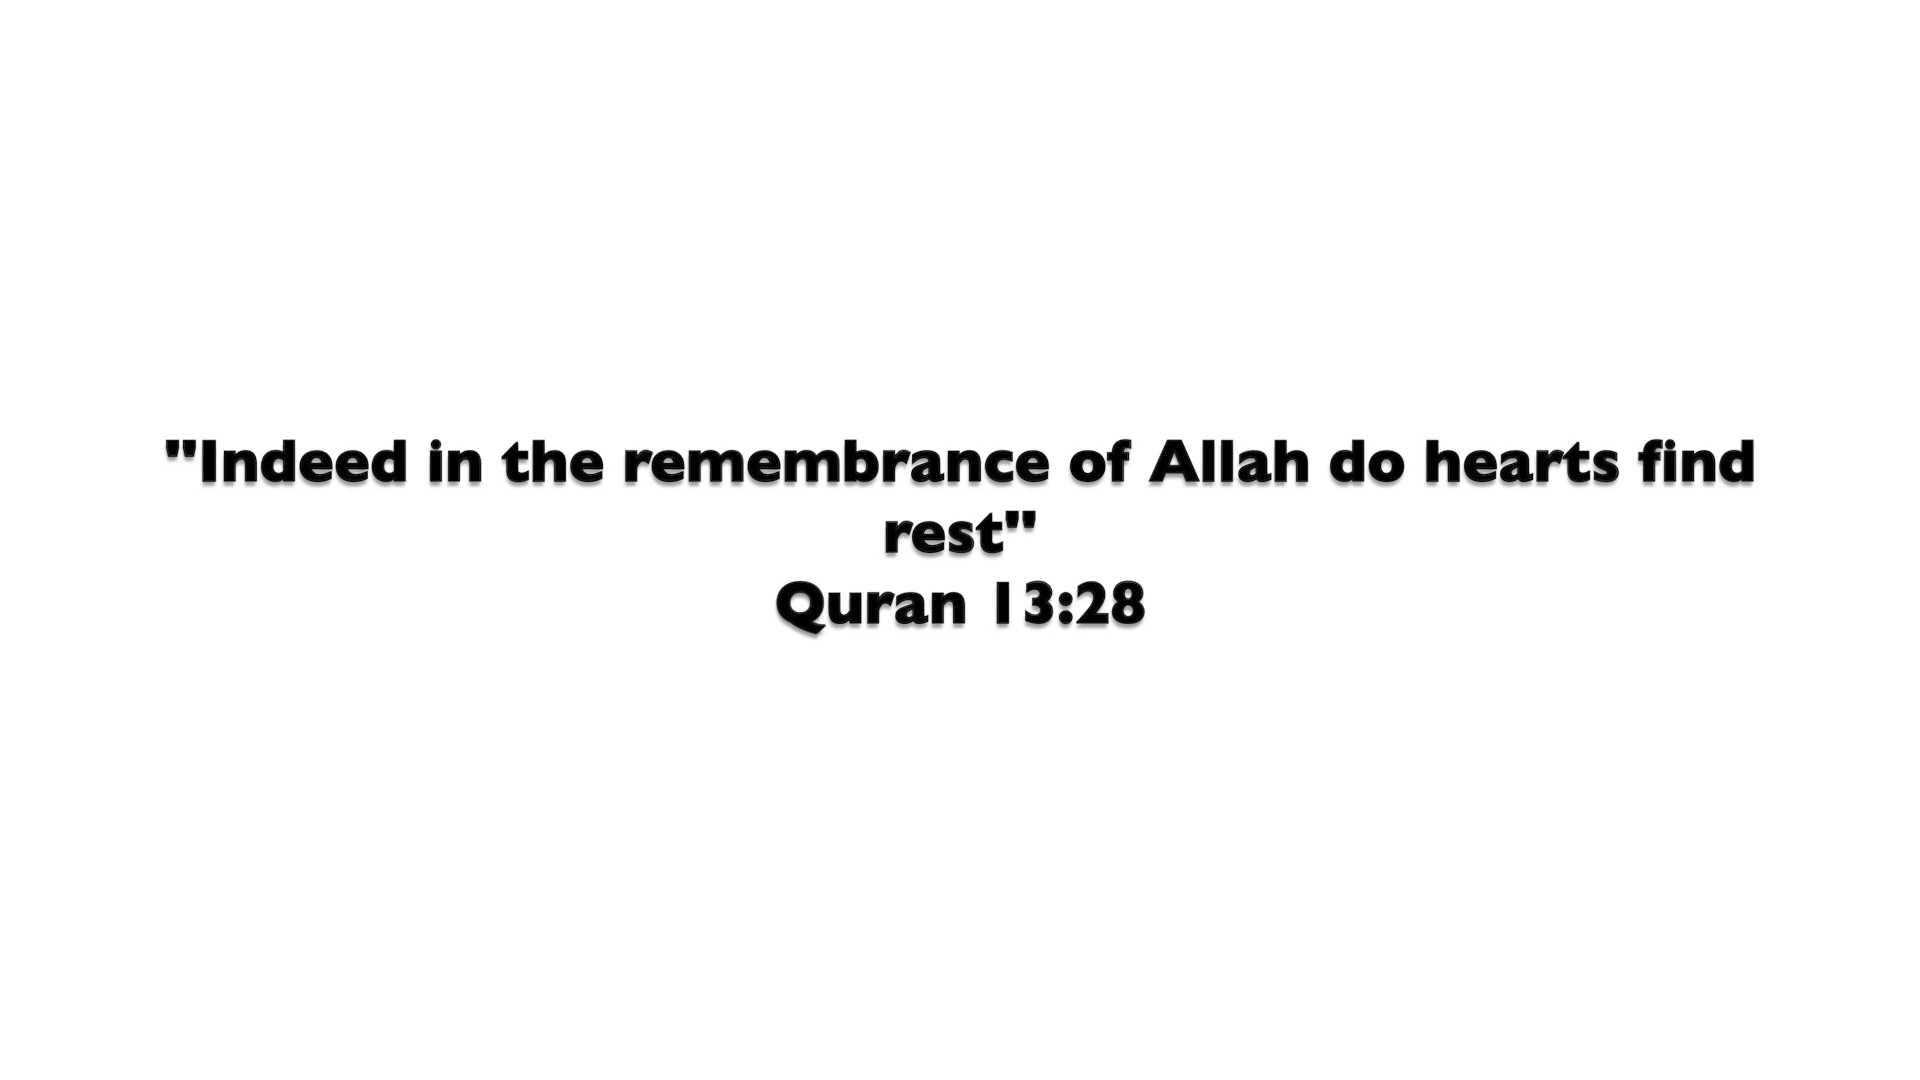 "Indeed in the remembrance of Allah do hearts find
rest"
Quran 13:28